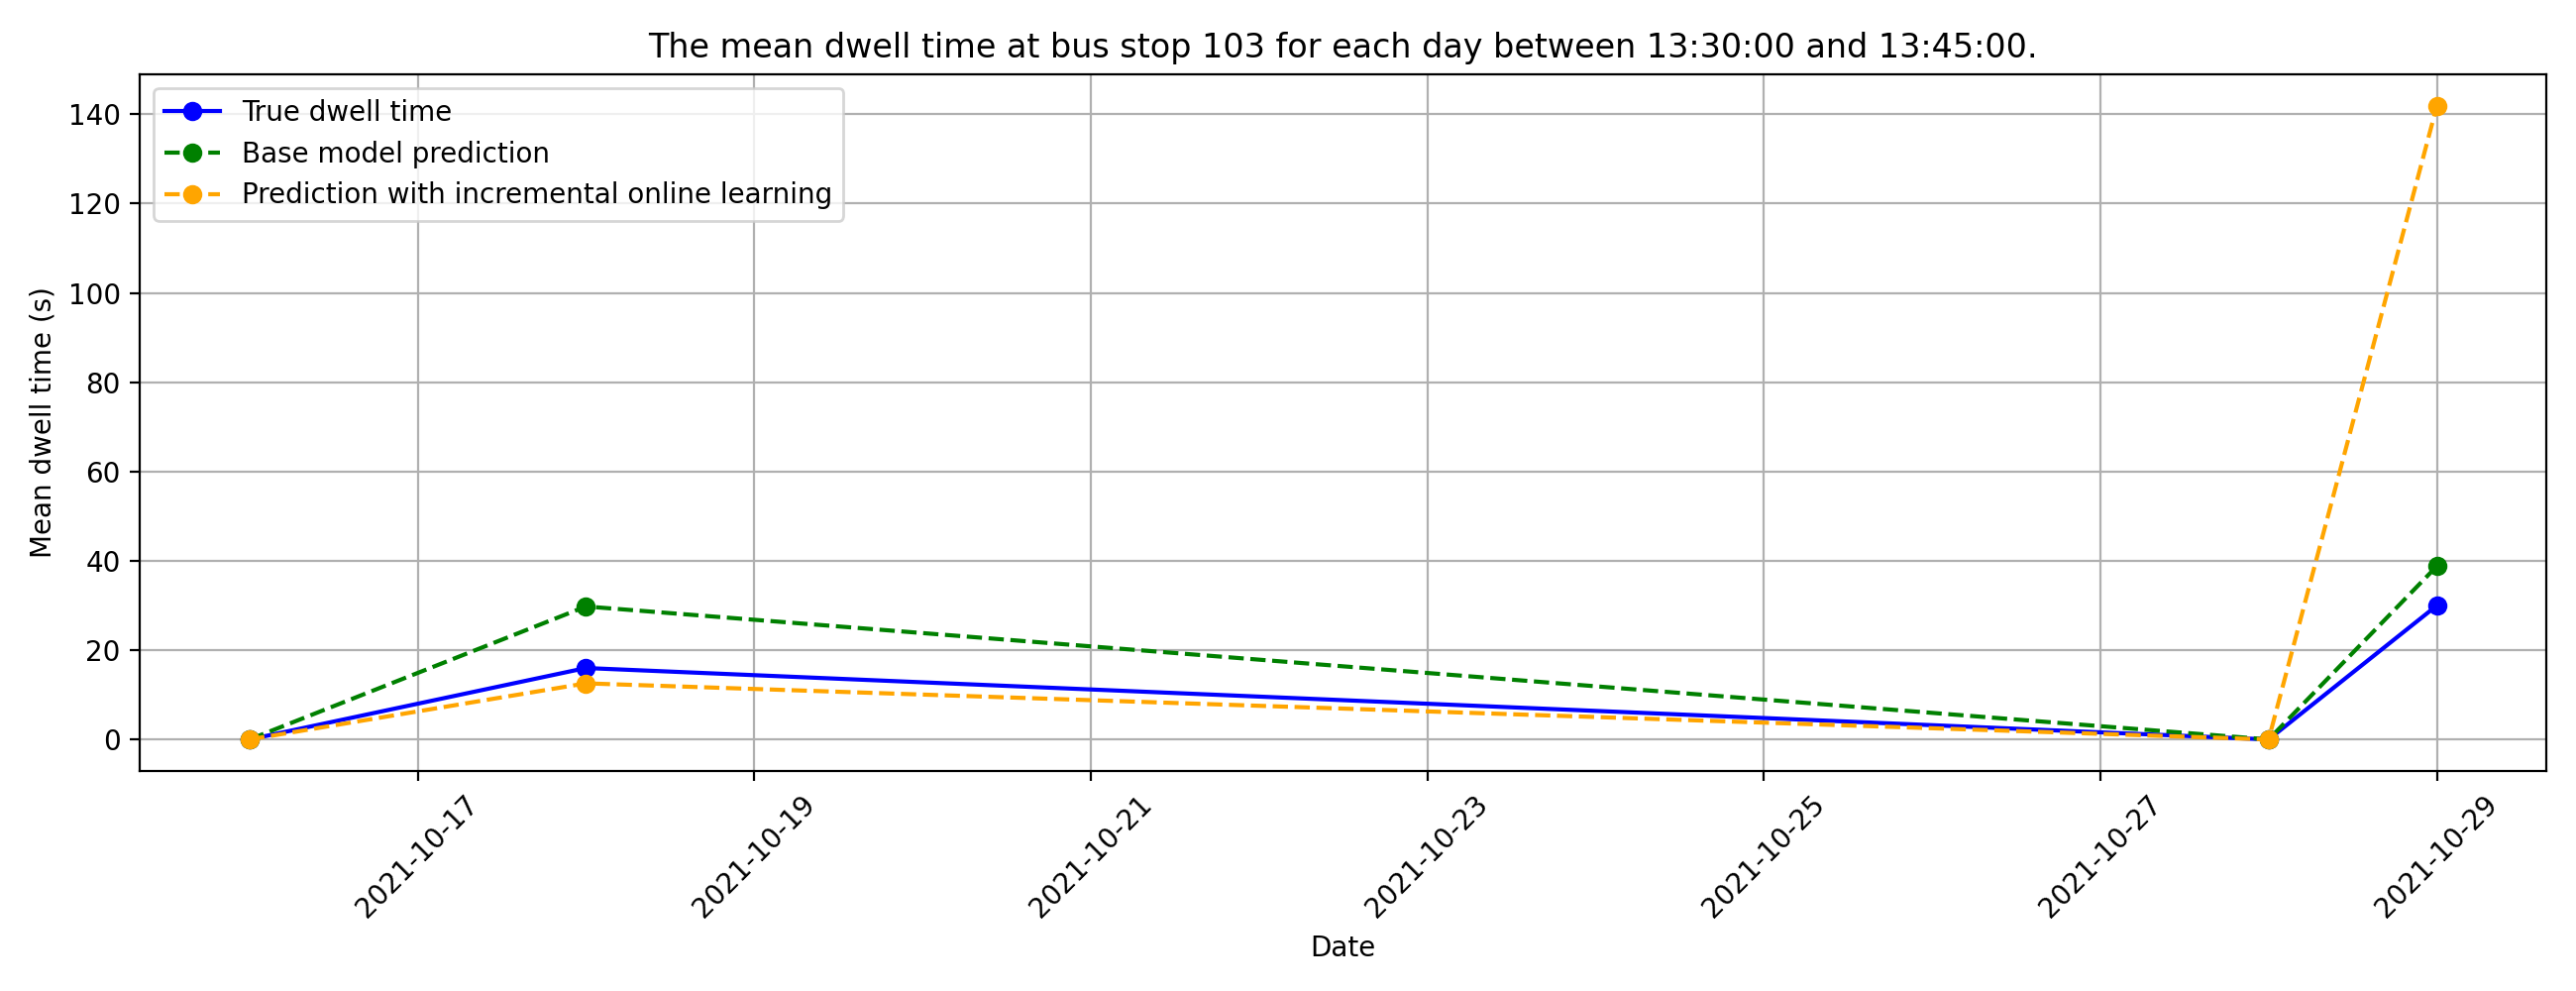 The mean dwell time at bus stop 103 for each day between 13:30:00 and 13:45:00.
True dwell time
Base model prediction
Prediction with incremental online learning
Mean dwell time (s)
140
120
100
80
60
40
20
0
2021-10-17
2021-10-19
2021-10-21
2021-10-23
2021-10-25
2021-10-27
2021-10-29
Date